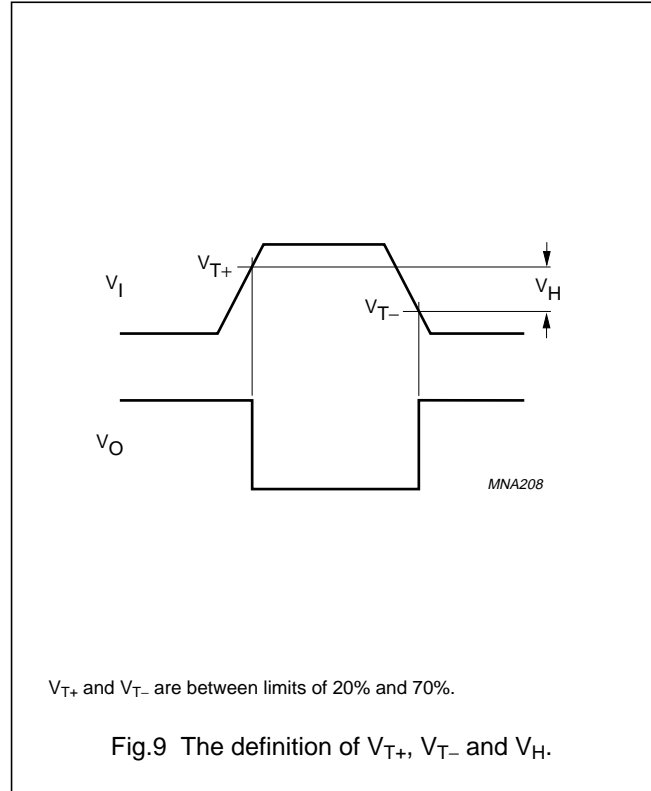 V_T+
V_I
V_H
V_T−
V_O
MNA208
V_T+ and V_T− are between limits of 20% and 70%.
Fig.9 The definition of V_T+, V_T− and V_H.